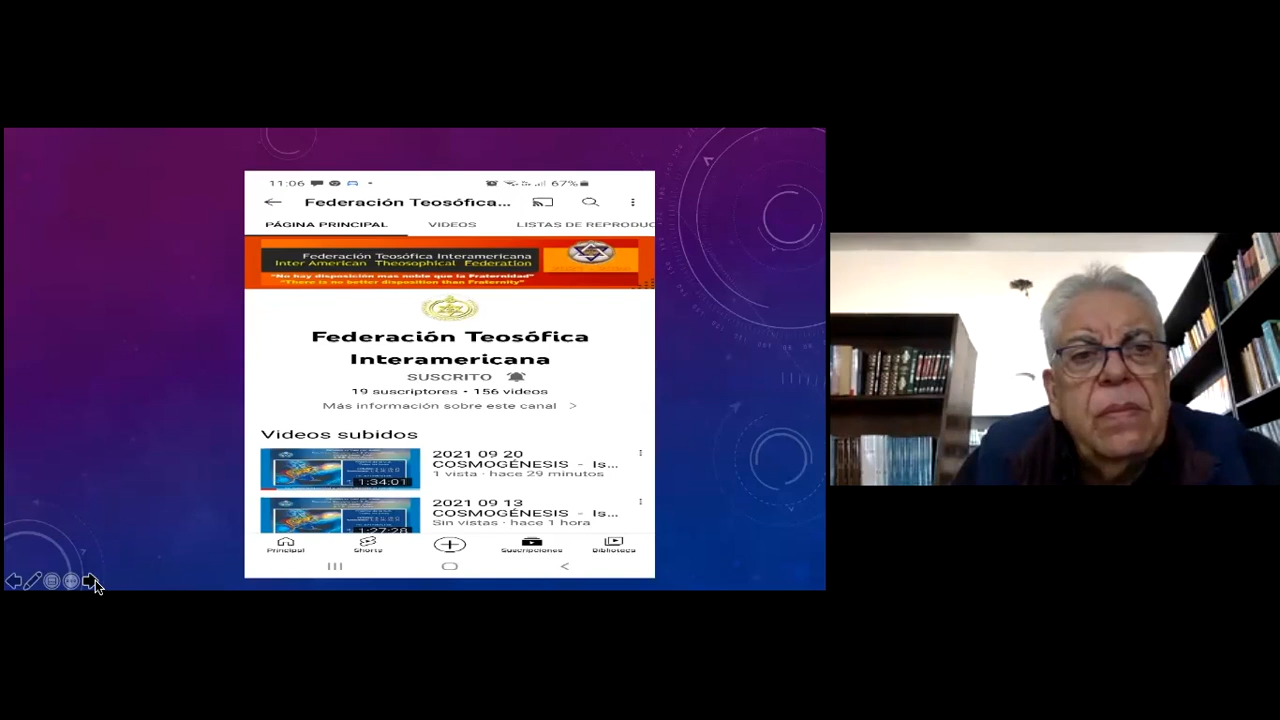 11:06
67%
Federación Teosófica...
PÁGINA PRINCIPAL VIDEOS LISTAS DE REPRODUC
Federación Teosófica Interamericana
Inter American Theosophical Federation
"No hay disposición mas noble que la Fraternidad"
"There is no better disposition than Fraternity"
Federación Teosófica
Interamericana
SUSCRITO
19 suscriptores • 156 videos
Más información sobre este canal >
Videos subidos
2021 09 20
COSMOGÉNESIS - Is...
1 vista · hace 29 minutos
1:34:01
2021 09 13
COSMOGÉNESIS - Is...
Sin vistas · hace 1 hora
1:27:28
Principal Shorts Suscripciones Biblioteca